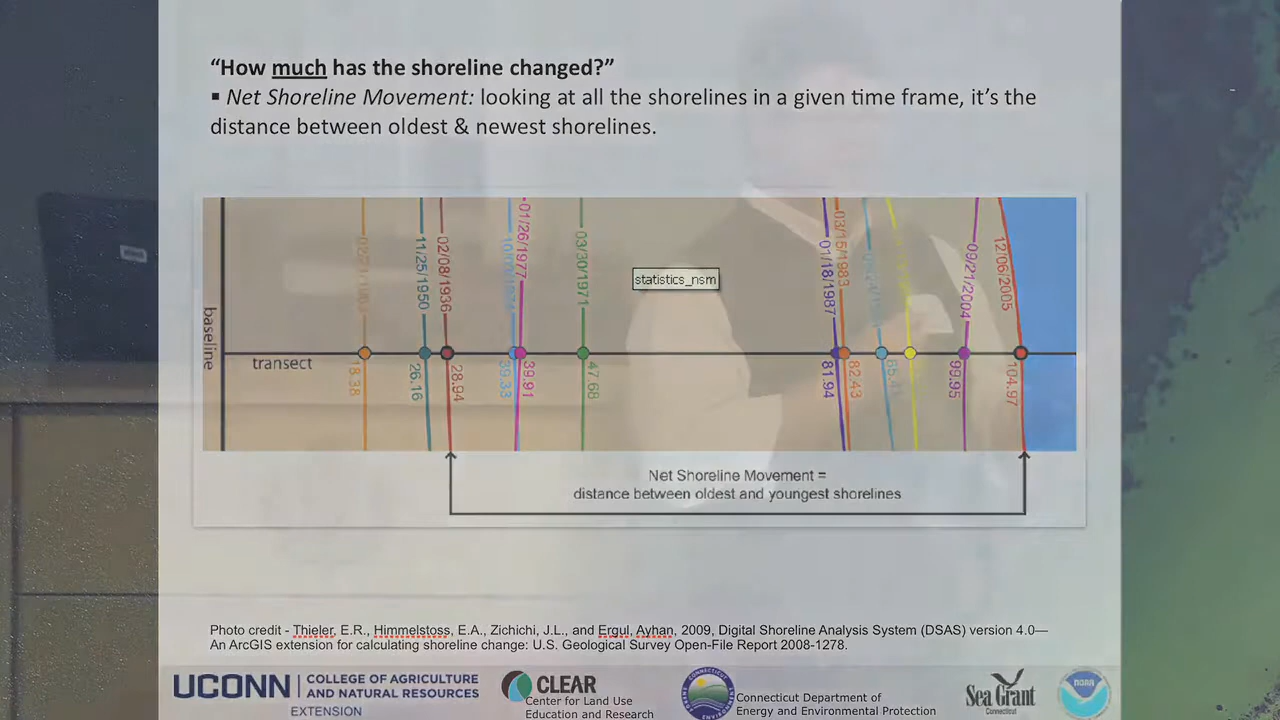 “How much has the shoreline changed?”
▪ Net Shoreline Movement: looking at all the shorelines in a given time frame, it’s the
distance between oldest & newest shorelines.
baseline
transect
11/25/1950
02/08/1936
01/26/1977
03/30/1971
01/18/1987
03/15/1983
09/21/2004
12/06/2005
statistics_nsm
18.38
26.16
28.94
39.33
39.91
47.68
81.94
82.43
99.95
104.97
Net Shoreline Movement =
distance between oldest and youngest shorelines
Photo credit - Thieler, E.R., Himmelstoss, E.A., Zichichi, J.L., and Ergul, Ayhan, 2009, Digital Shoreline Analysis System (DSAS) version 4.0—
An ArcGIS extension for calculating shoreline change: U.S. Geological Survey Open-File Report 2008-1278.
UCONN
COLLEGE OF AGRICULTURE
AND NATURAL RESOURCES
EXTENSION
CLEAR
Center for Land Use
Education and Research
Connecticut Department of
Energy and Environmental Protection
Sea Grant
Connecticut
NOAA